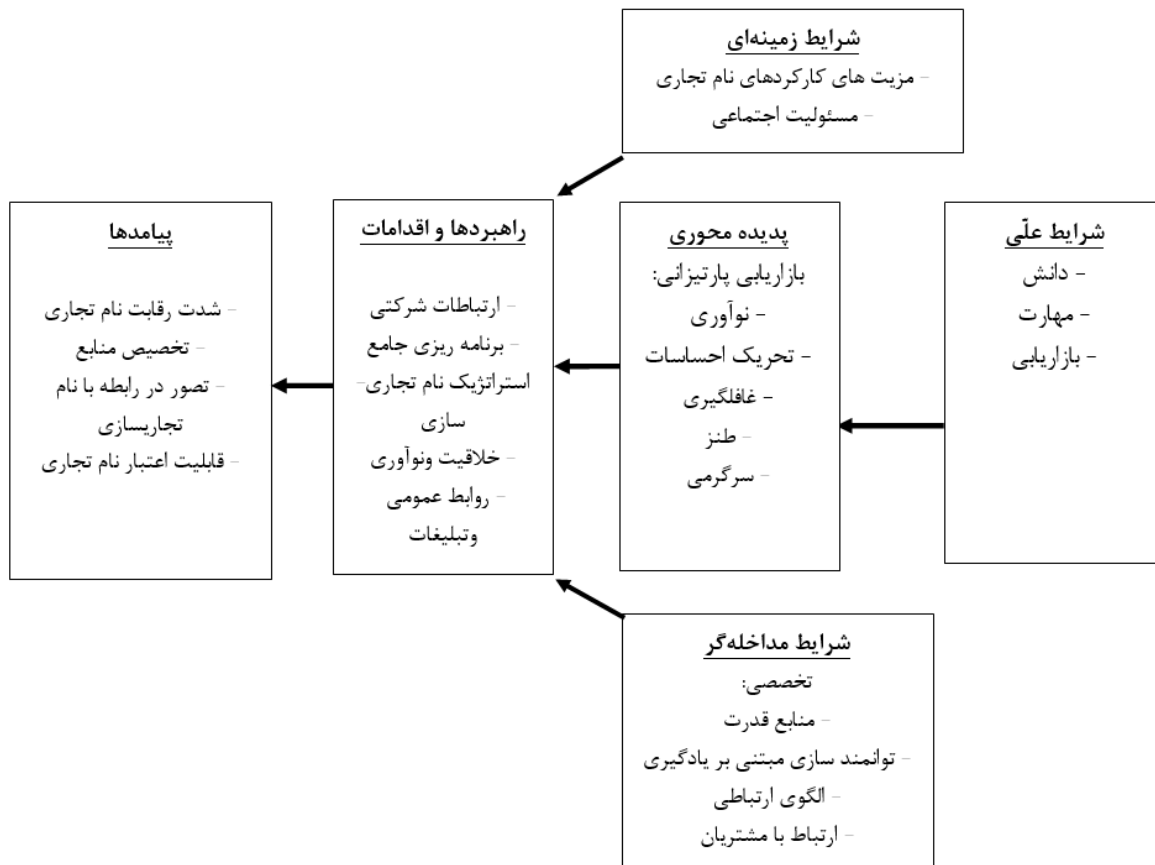 شرایط زمینه‌ای
- مزیت های کارکردهای نام تجاری
- مسئولیت اجتماعی
شرایط علّی
- دانش
- مهارت
- بازاریابی
پدیده محوری
بازاریابی پارتیزانی:
- نوآوری
- تحریک احساسات
- غافلگیری
- طنز
- سرگرمی
راهبردها و اقدامات
- ارتباطات شرکتی
- برنامه ریزی جامع
استراتژیک نام تجاری-
سازی
- خلاقیت ونوآوری
- روابط عمومی
وتبلیغات
پیامدها
- شدت رقابت نام تجاری
- تخصیص منابع
- تصور در رابطه با نام
تجاریسازی
- قابلیت اعتبار نام تجاری
شرایط مداخله‌گر
تخصصی:
- منابع قدرت
- توانمند سازی مبتنی بر یادگیری
- الگوی ارتباطی
- ارتباط با مشتریان